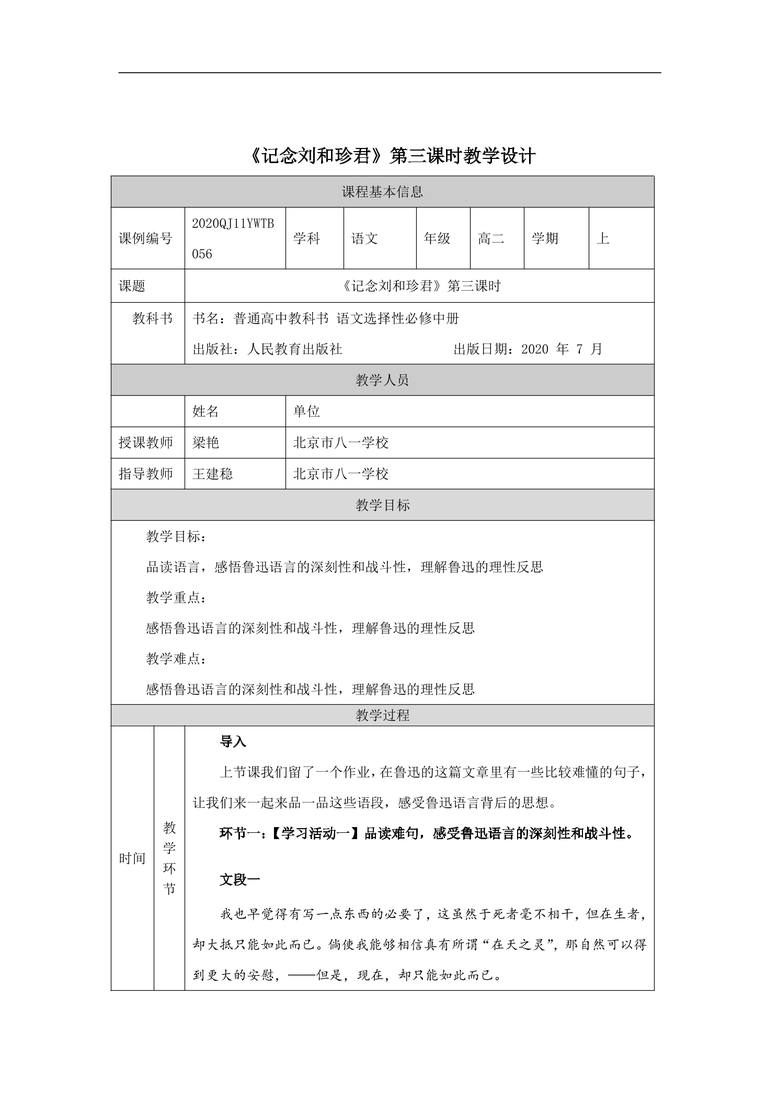 《记念刘和珍君》第三课时教学设计
课程基本信息
课例编号 2020QJ11YWTB056 学科 语文 年级 高二 学期 上
课题 《记念刘和珍君》第三课时
教科书 书名：普通高中教科书 语文选择性必修中册
出版社：人民教育出版社 出版日期：2020 年 7 月
教学人员
姓名 单位
授课教师 梁艳 北京市八一学校
指导教师 王建稳 北京市八一学校
教学目标
教学目标：
品读语言，感悟鲁迅语言的深刻性和战斗性，理解鲁迅的理性反思
教学重点：
感悟鲁迅语言的深刻性和战斗性，理解鲁迅的理性反思
教学难点：
感悟鲁迅语言的深刻性和战斗性，理解鲁迅的理性反思
教学过程
时间 教学环节
导入
上节课我们留了一个作业，在鲁迅的这篇文章里有一些比较难懂的句子，
让我们来一起来品一品这些语段，感受鲁迅语言背后的思想。
环节一：【学习活动一】品读难句，感受鲁迅语言的深刻性和战斗性。
文段一
我也早觉得有写一点东西的必要了，这虽然于死者毫不相干，但在生者，
却大抵只能如此而已。倘使我能够相信真有所谓“在天之灵”，那自然可以得
到更大的安慰，——但是，现在，却只能如此而已。